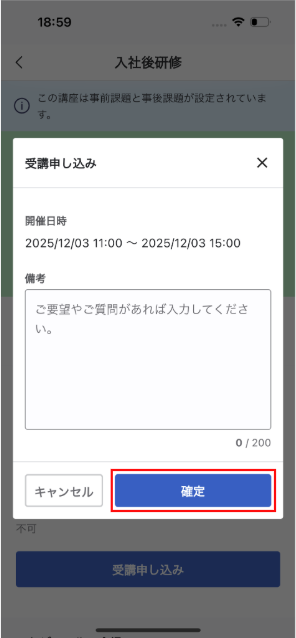 18:59
入社後研修
この講座は事前課題と事後課題が設定されていま
す。
受講申し込み
開催日時
2025/12/03 11:00 ～ 2025/12/03 15:00
備考
ご要望やご質問があれば入力してくださ
い。
0 / 200
キャンセル
確定
不可
受講申し込み